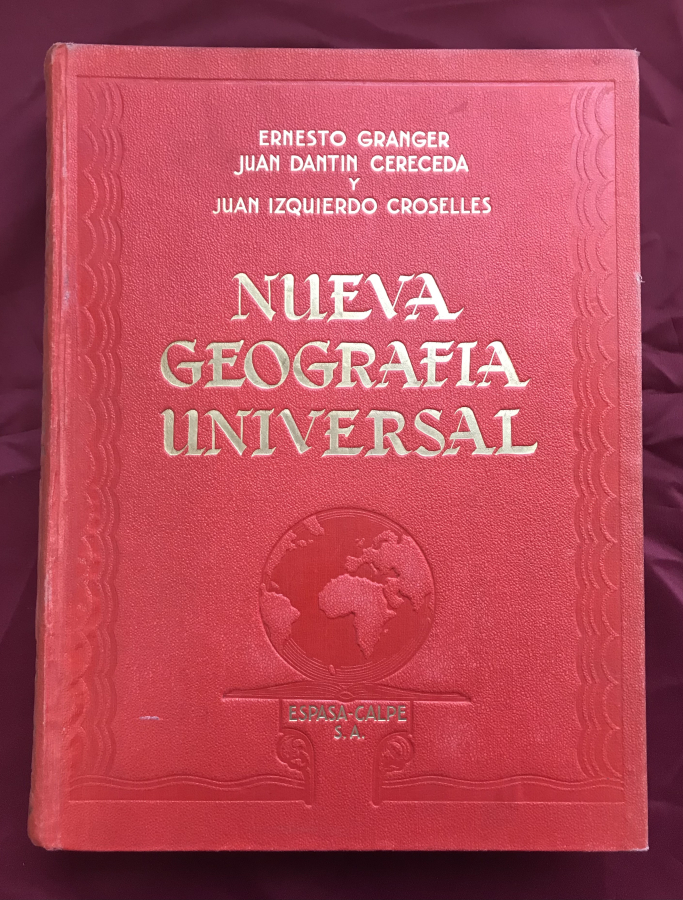 ERNESTO GRANGER
JUAN DANTIN CERECEDA
Y
JUAN IZQUIERDO CROSELLES
NUEVA
GEOGRAFIA
UNIVERSAL
ESPASA-CALPE
S.A.